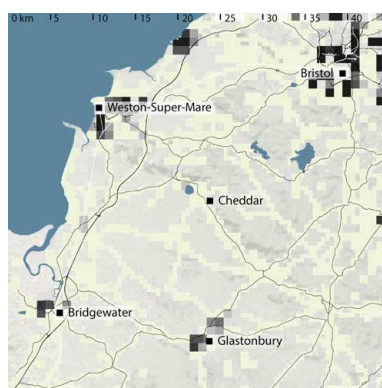 0 km 5 10 15 20 25 30 35 40
Bristol
Weston-Super-Mare
Cheddar
Bridgewater
Glastonbury